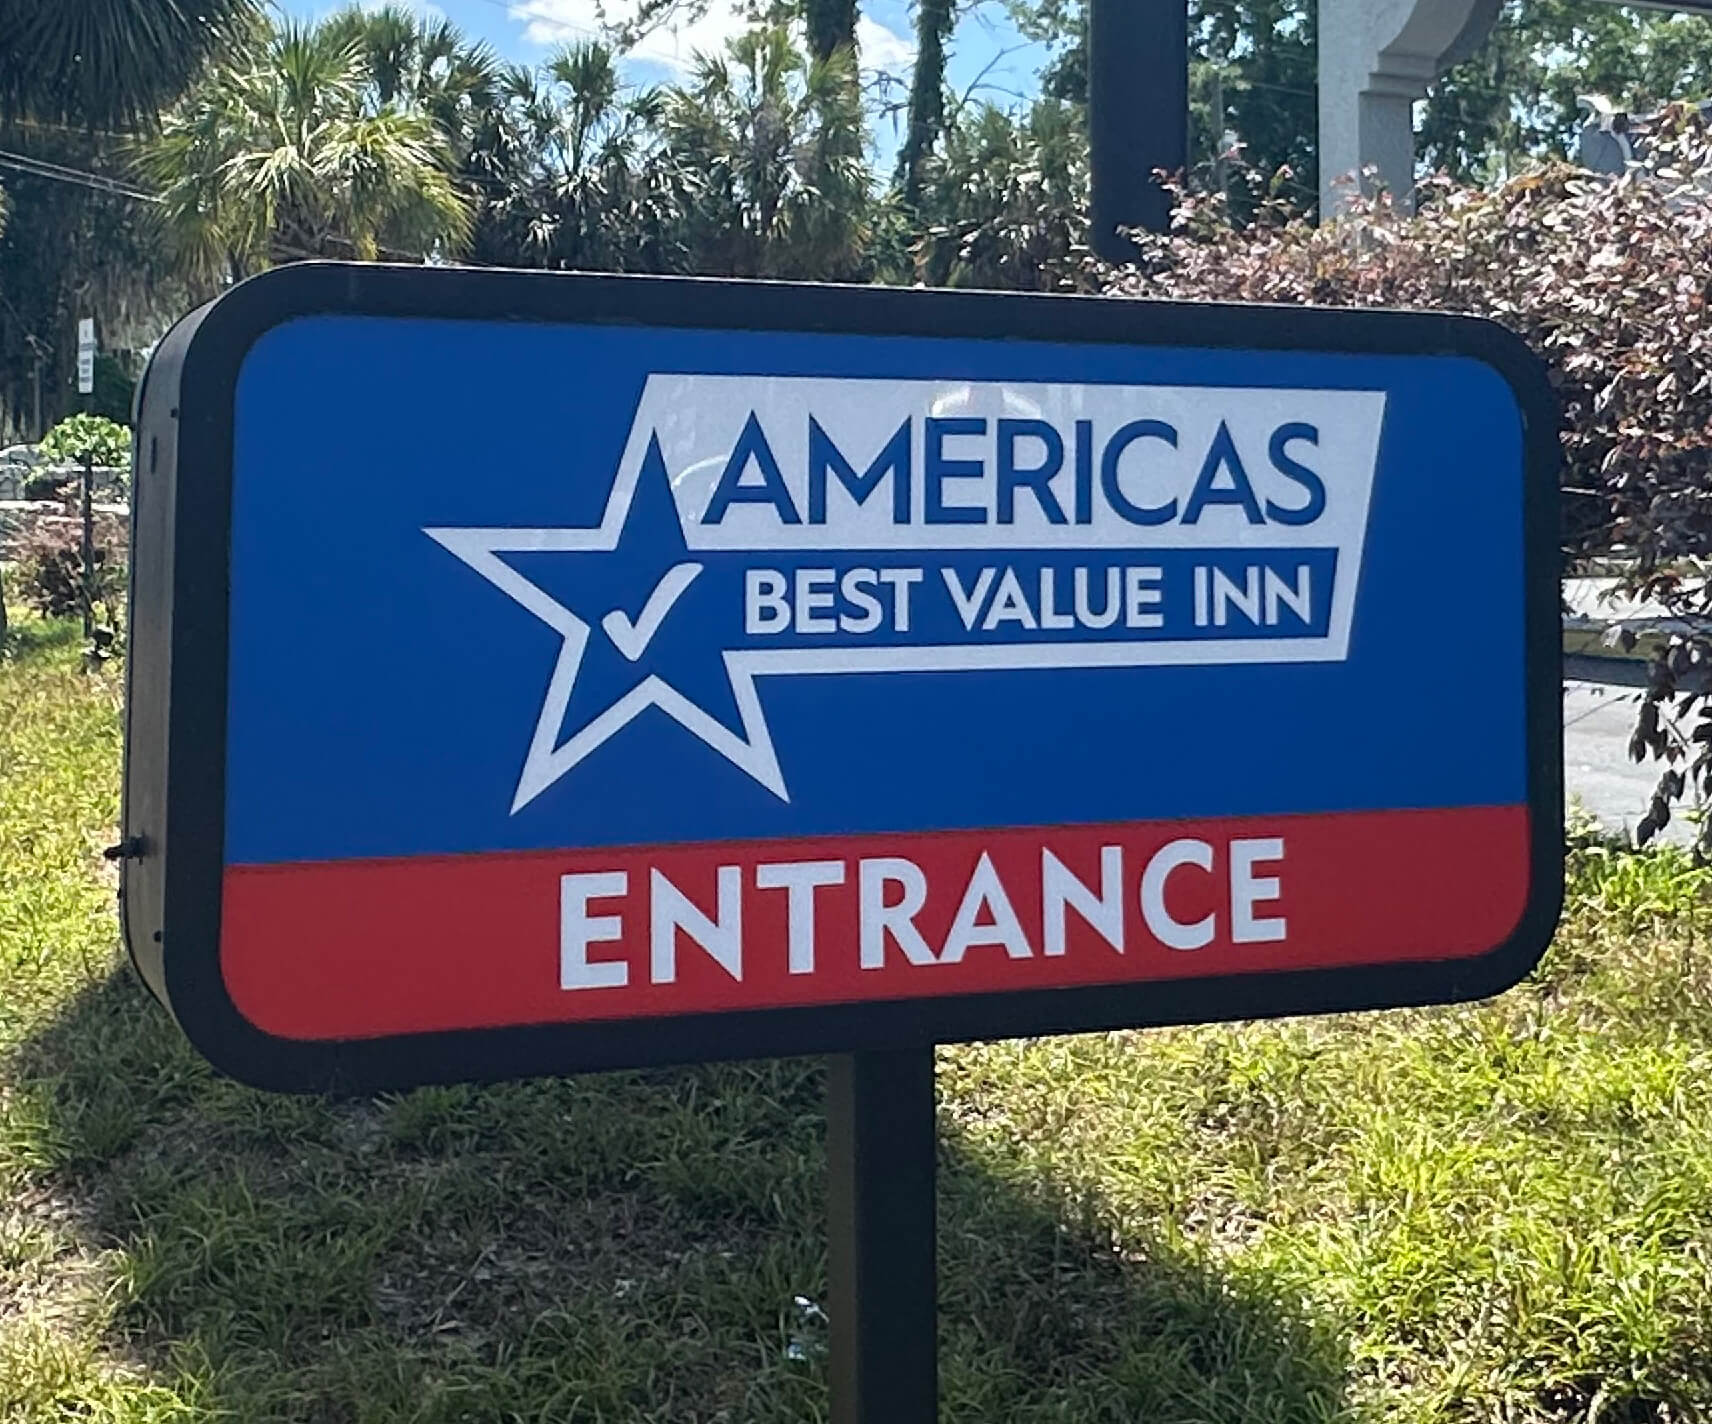 AMERICAS
BEST VALUE INN
ENTRANCE